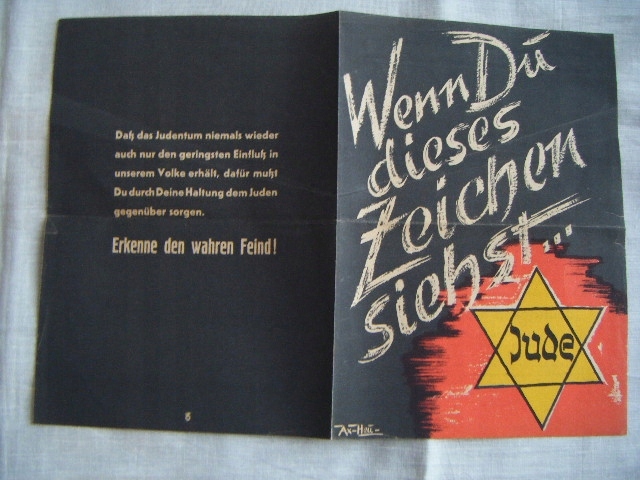 Daß das Judentum niemals wieder
auch nur den geringsten Einfluß in
unserem Volke erhält, dafür mußt
Du durch Deine Haltung dem Juden
gegenüber sorgen.
Erkenne den wahren Feind!
Wenn Du
dieses
Zeichen
siehst...
Jude